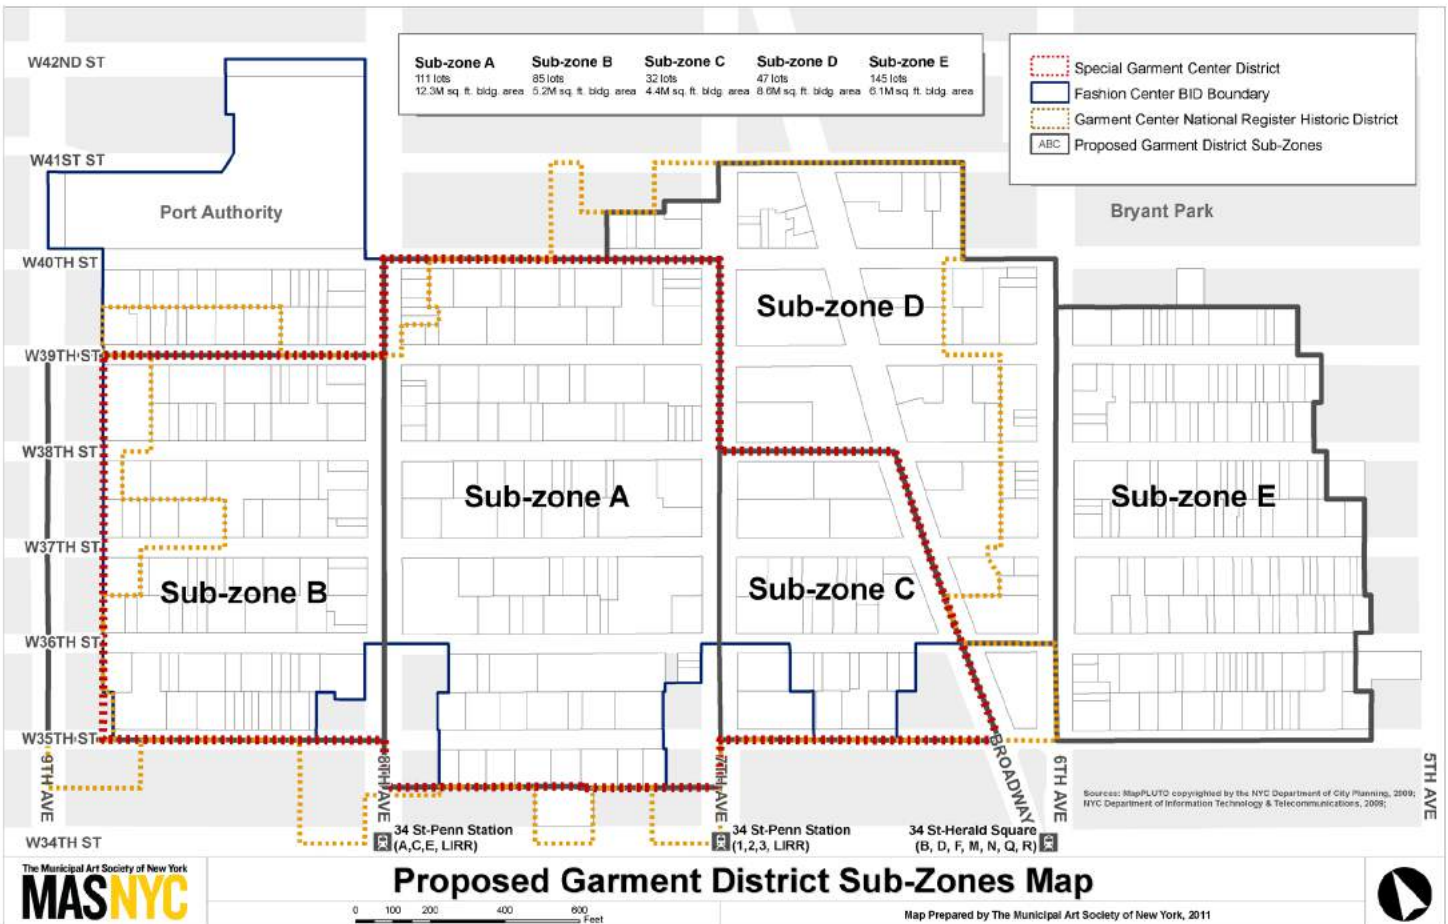 W42ND ST
Sub-zone A
111 lots
12.3M sq. ft. bldg. area
Sub-zone B
85 lots
5.2M sq. ft. bldg. area
Sub-zone C
32 lots
4.4M sq. ft. bldg. area
Sub-zone D
47 lots
8.6M sq. ft. bldg. area
Sub-zone E
145 lots
6.1M sq. ft. bldg. area
Special Garment Center District
Fashion Center BID Boundary
Garment Center National Register Historic District
ABC Proposed Garment District Sub-Zones
W41ST ST
Port Authority
Bryant Park
W40TH ST
Sub-zone D
W39TH ST
W38TH ST
Sub-zone A
Sub-zone E
W37TH ST
Sub-zone B
Sub-zone C
W36TH ST
W35TH ST
9TH AVE
8TH AVE
7TH AVE
BROADWAY
6TH AVE
5TH AVE
Sources: MapPLUTO copyrighted by the NYC Department of City Planning, 2009;
NYC Department of Information Technology & Telecommunications, 2009;
W34TH ST
34 St-Penn Station
(A,C,E, LIRR)
34 St-Penn Station
(1,2,3, LIRR)
34 St-Herald Square
(B, D, F, M, N, Q, R)
The Municipal Art Society of New York
MASNYC
Proposed Garment District Sub-Zones Map
0 100 200 400 600
Feet
Map Prepared by The Municipal Art Society of New York, 2011